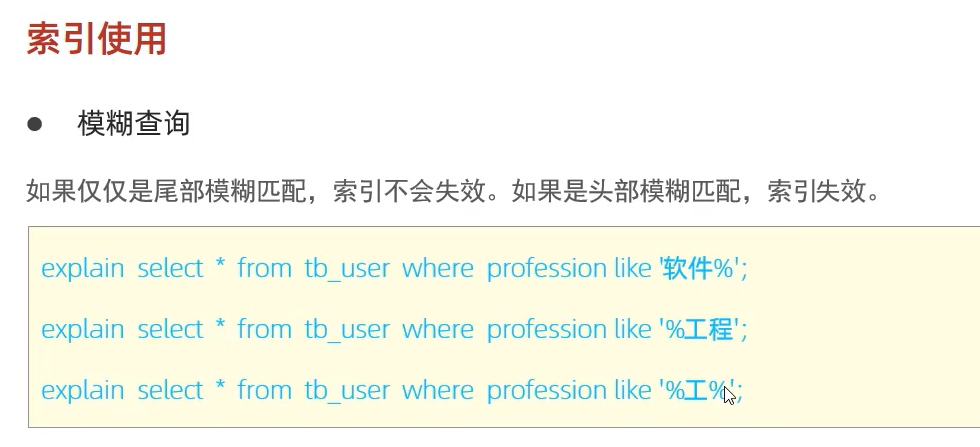 索引使用
● 模糊查询
如果仅仅是尾部模糊匹配，索引不会失效。如果是头部模糊匹配，索引失效。
explain select * from tb_user where profession like '软件%';
explain select * from tb_user where profession like '%工程';
explain select * from tb_user where profession like '%工%';